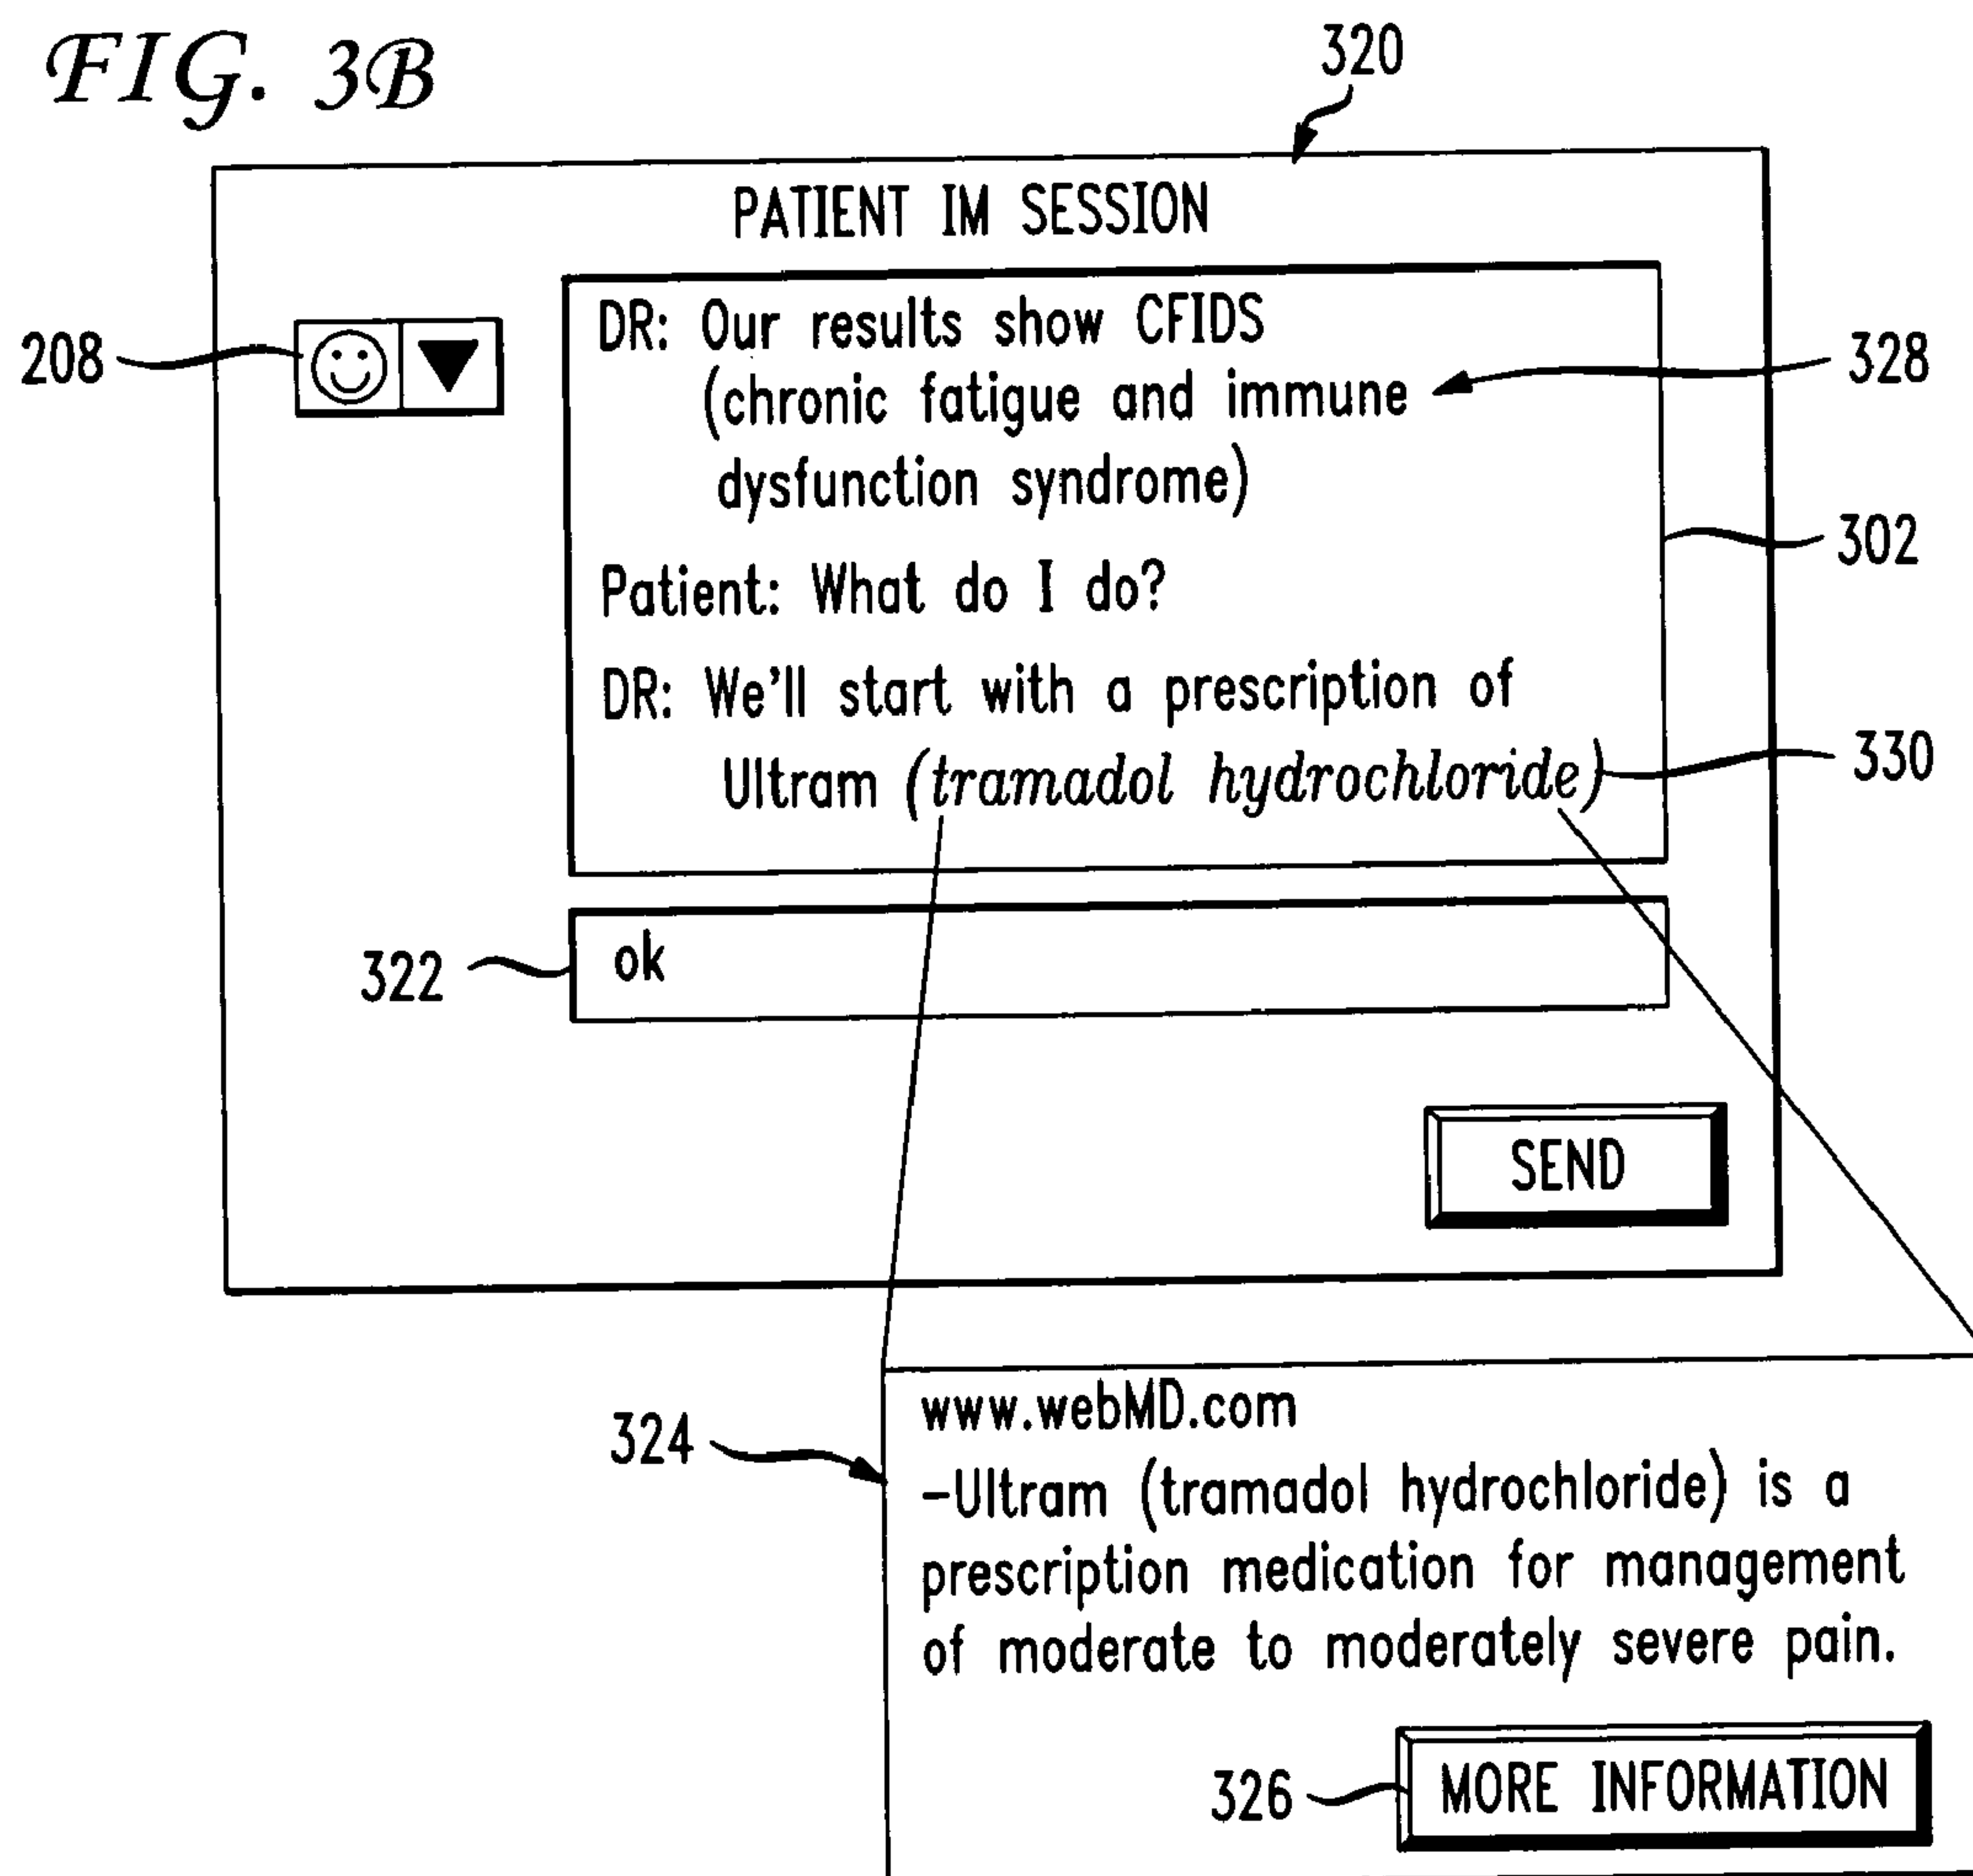 FIG. 3B
320
PATIENT IM SESSION
208
DR: Our results show CFIDS
(chronic fatigue and immune
dysfunction syndrome)
328
302
Patient: What do I do?
DR: We'll start with a prescription of
Ultram (tramadol hydrochloride)
330
322
ok
SEND
324
www.webMD.com
-Ultram (tramadol hydrochloride) is a
prescription medication for management
of moderate to moderately severe pain.
326
MORE INFORMATION